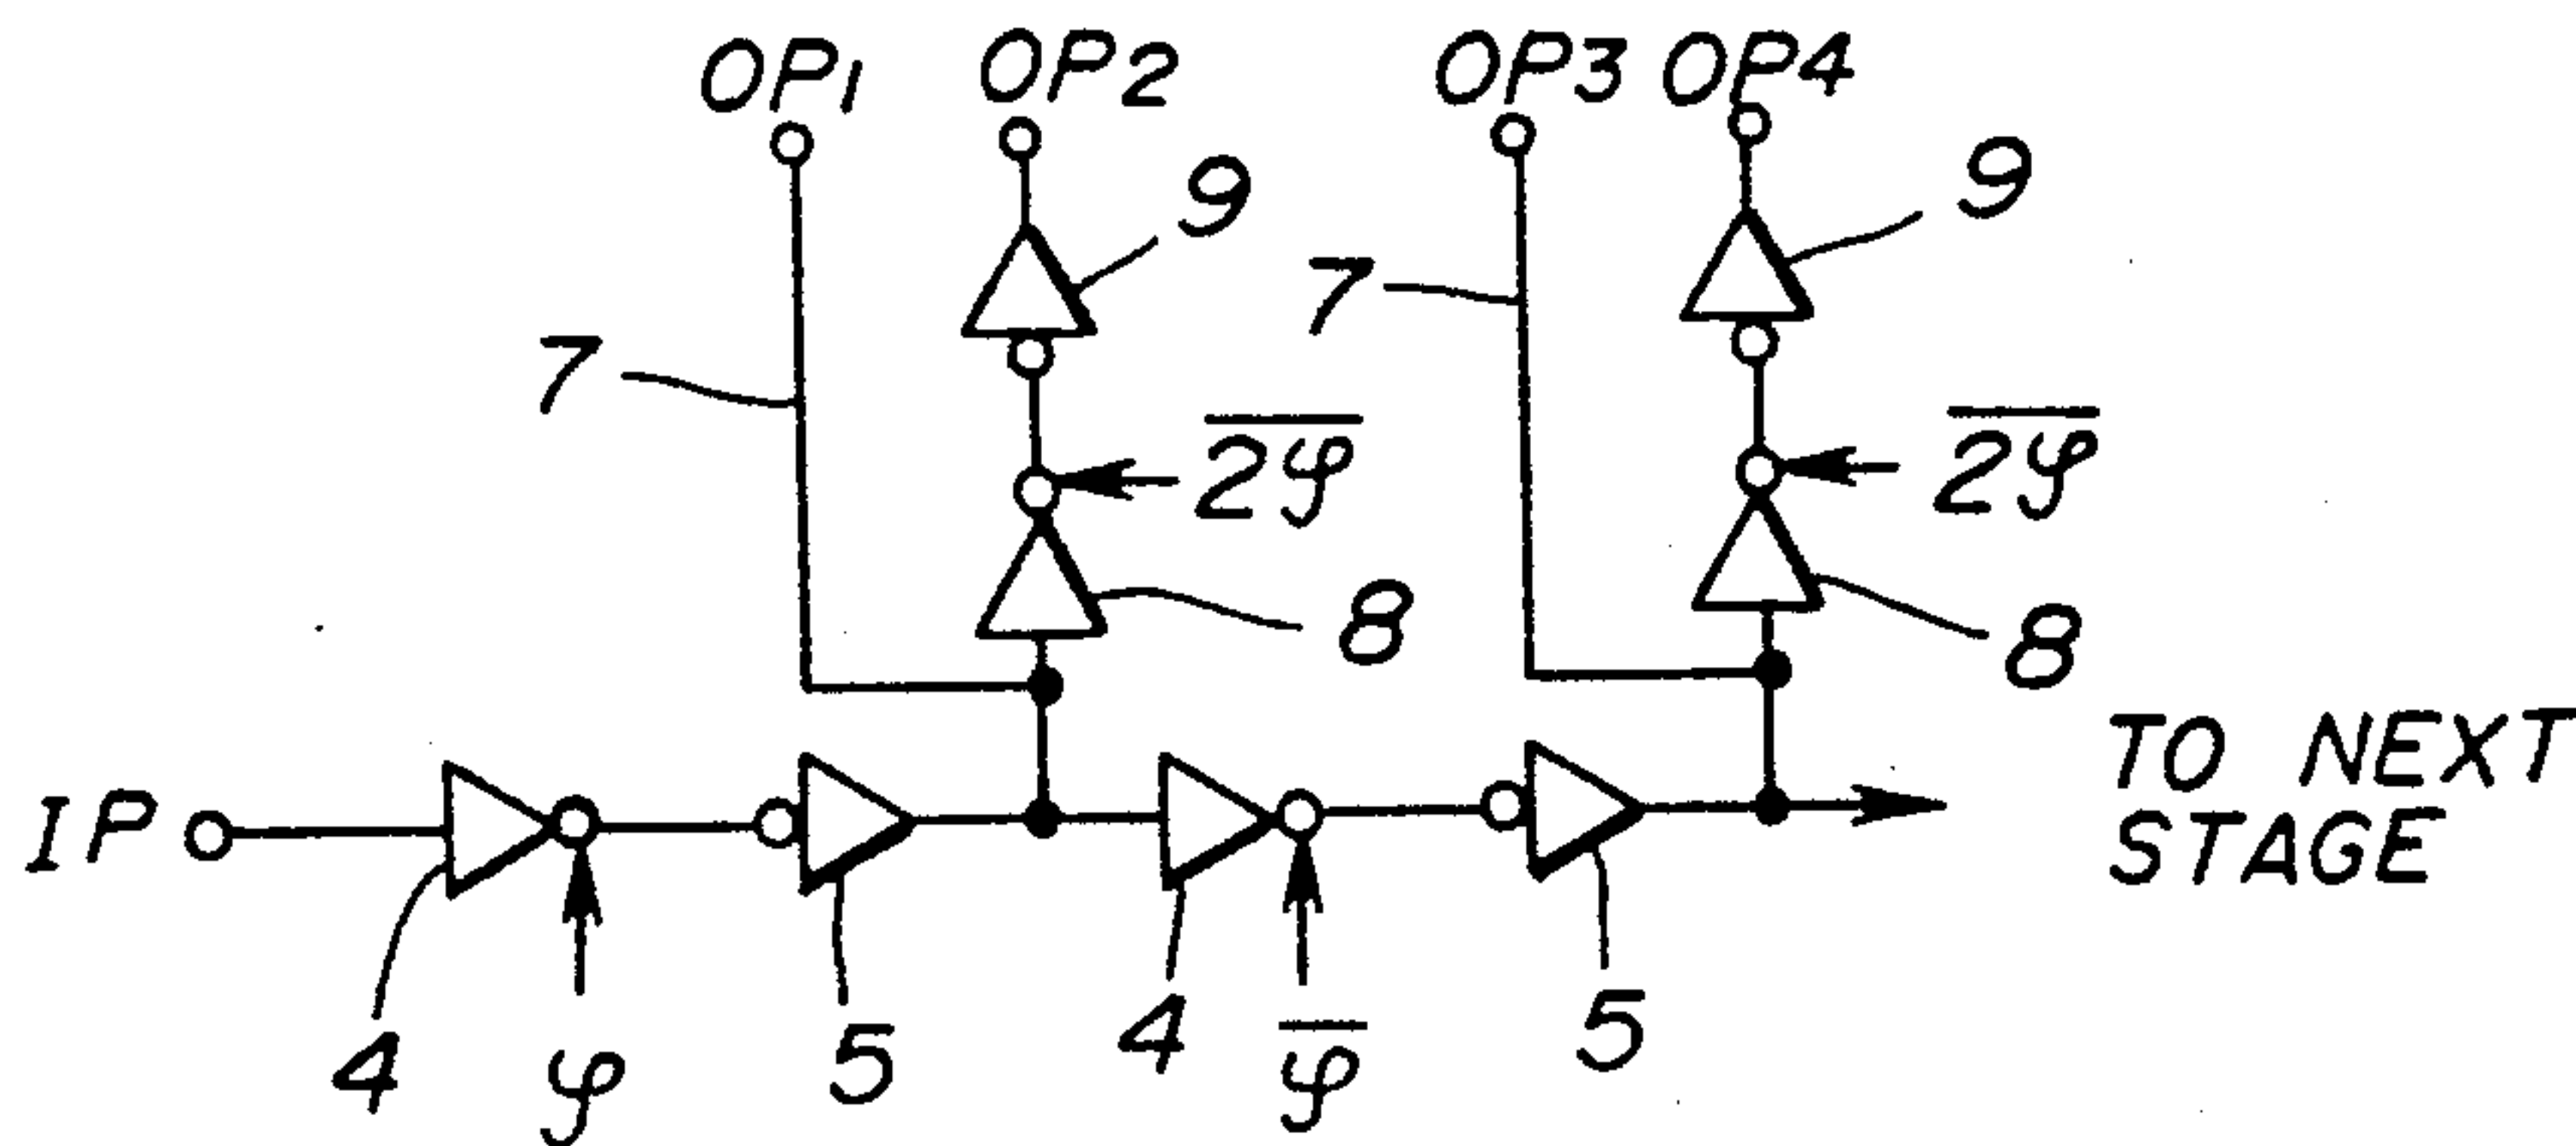 OP1 OP2 OP3 OP4
9 9
7 7
2φ̅ 2φ̅
8 8
IP
TO NEXT
STAGE
4 φ 5 4 φ̅ 5